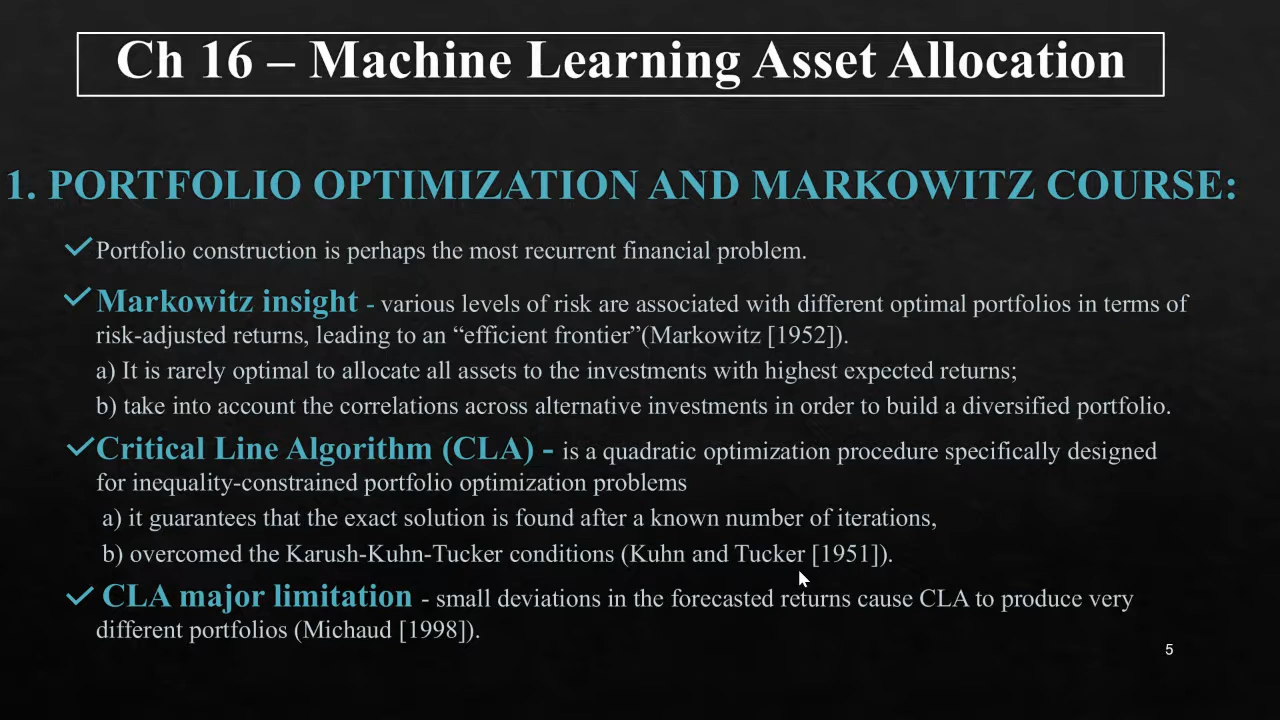 Ch 16 – Machine Learning Asset Allocation
1. PORTFOLIO OPTIMIZATION AND MARKOWITZ COURSE:
Portfolio construction is perhaps the most recurrent financial problem.
Markowitz insight - various levels of risk are associated with different optimal portfolios in terms of
risk-adjusted returns, leading to an “efficient frontier”(Markowitz [1952]).
a) It is rarely optimal to allocate all assets to the investments with highest expected returns;
b) take into account the correlations across alternative investments in order to build a diversified portfolio.
Critical Line Algorithm (CLA) - is a quadratic optimization procedure specifically designed
for inequality-constrained portfolio optimization problems
a) it guarantees that the exact solution is found after a known number of iterations,
b) overcomed the Karush-Kuhn-Tucker conditions (Kuhn and Tucker [1951]).
CLA major limitation - small deviations in the forecasted returns cause CLA to produce very
different portfolios (Michaud [1998]).
5